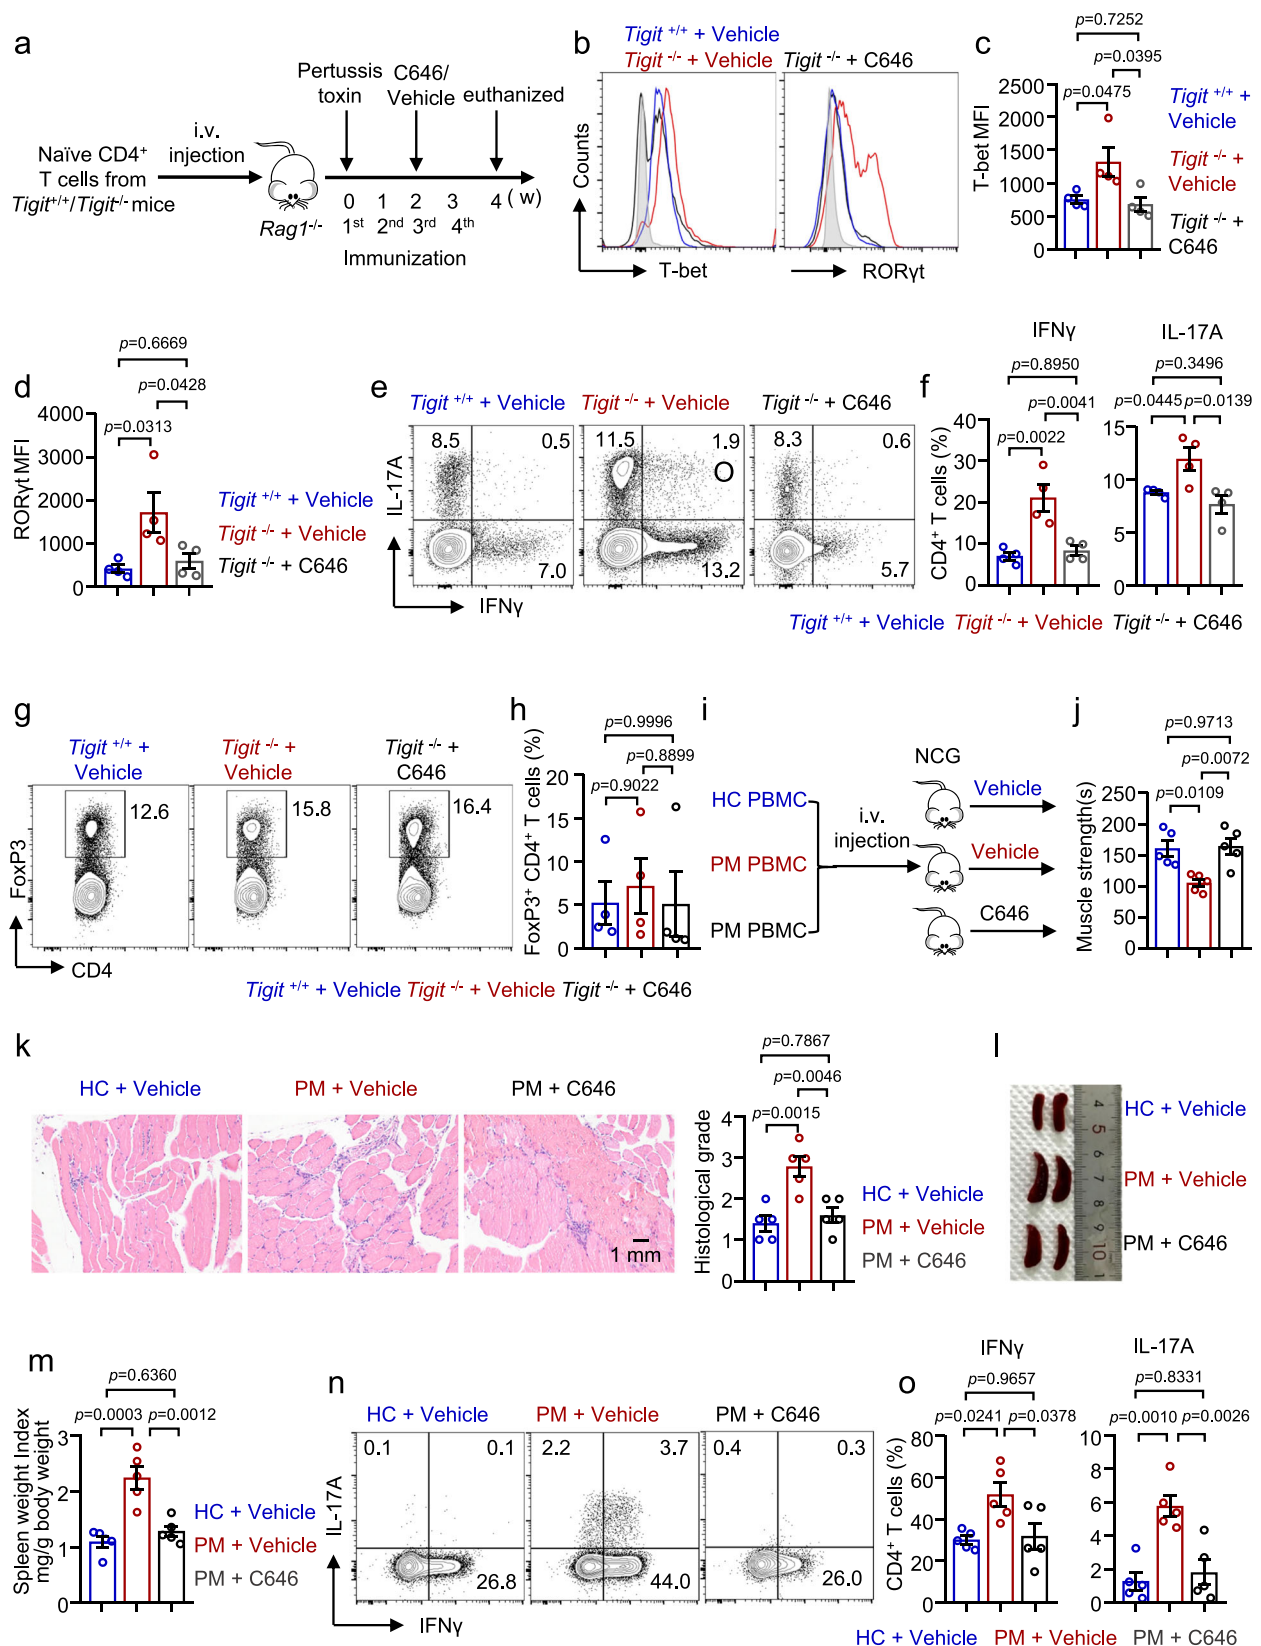 a
Pertussis toxin
C646/ Vehicle
euthanized
i.v. injection
Naïve CD4⁺ T cells from Tigit⁺/⁺/Tigit⁻/⁻ mice
Rag1⁻/⁻
0 1 2 3 4 (w)
1ˢᵗ 2ⁿᵈ 3ʳᵈ 4ᵗʰ
Immunization
b
Tigit ⁺/⁺ + Vehicle
Tigit ⁻/⁻ + Vehicle Tigit ⁻/⁻ + C646
Counts
T-bet
RORγt
c
p=0.7252
p=0.0395
p=0.0475
T-bet MFI
2500
2000
1500
1000
500
0
Tigit ⁺/⁺ + Vehicle
Tigit ⁻/⁻ + Vehicle
Tigit ⁻/⁻ + C646
d
p=0.6669
p=0.0428
p=0.0313
RORγt MFI
4000
3000
2000
1000
0
Tigit ⁺/⁺ + Vehicle
Tigit ⁻/⁻ + Vehicle
Tigit ⁻/⁻ + C646
e
Tigit ⁺/⁺ + Vehicle Tigit ⁻/⁻ + Vehicle Tigit ⁻/⁻ + C646
8.5 0.5 11.5 1.9 8.3 0.6
O
7.0 13.2 5.7
IL-17A
IFNγ
f
IFNγ
p=0.8950
p=0.0041
p=0.0022
CD4⁺ T cells (%)
40
30
20
10
0
IL-17A
p=0.3496
p=0.0445 p=0.0139
15
10
5
0
Tigit ⁺/⁺ + Vehicle Tigit ⁻/⁻ + Vehicle Tigit ⁻/⁻ + C646
g
Tigit ⁺/⁺ + Vehicle
Tigit ⁻/⁻ + Vehicle
Tigit ⁻/⁻ + C646
12.6 15.8 16.4
FoxP3
CD4
h
p=0.9996
p=0.8899
p=0.9022
FoxP3⁺ CD4⁺ T cells (%)
20
15
10
5
0
Tigit ⁺/⁺ + Vehicle Tigit ⁻/⁻ + Vehicle Tigit ⁻/⁻ + C646
i
NCG
HC PBMC
PM PBMC
PM PBMC
i.v. injection
Vehicle
Vehicle
C646
j
p=0.9713
p=0.0072
p=0.0109
Muscle strength(s)
250
200
150
100
50
0
k
HC + Vehicle PM + Vehicle PM + C646
1 mm
p=0.7867
p=0.0046
p=0.0015
Histological grade
4
3
2
1
0
HC + Vehicle
PM + Vehicle
PM + C646
l
4
5
6
7
8
9
10
1
HC + Vehicle
PM + Vehicle
PM + C646
m
p=0.6360
p=0.0003 p=0.0012
Spleen weight Index
mg/g body weight
3
2
1
0
HC + Vehicle
PM + Vehicle
PM + C646
n
HC + Vehicle PM + Vehicle PM + C646
0.1 0.1 2.2 3.7 0.4 0.3
26.8 44.0 26.0
IL-17A
IFNγ
o
IFNγ
p=0.9657
p=0.0241 p=0.0378
CD4⁺ T cells (%)
80
60
40
20
0
IL-17A
p=0.8331
p=0.0010 p=0.0026
10
8
6
4
2
0
HC + Vehicle PM + Vehicle PM + C646